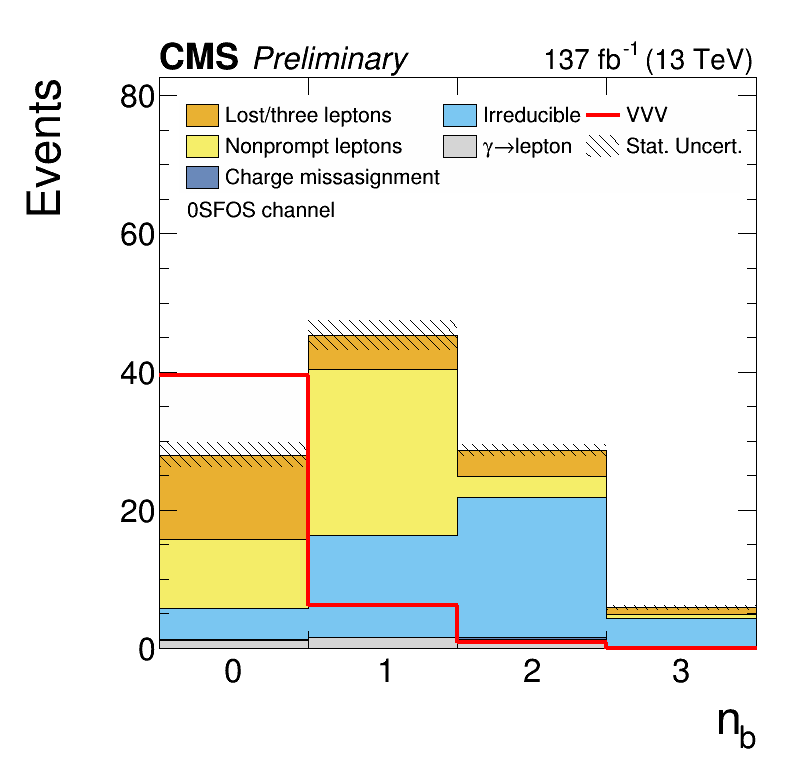 CMS Preliminary 137 fb⁻¹ (13 TeV)
Events
80
60
40
20
0
Lost/three leptons
Irreducible
VVV
Nonprompt leptons
γ→lepton
Stat. Uncert.
Charge missasignment
0SFOS channel
0 1 2 3
n_b